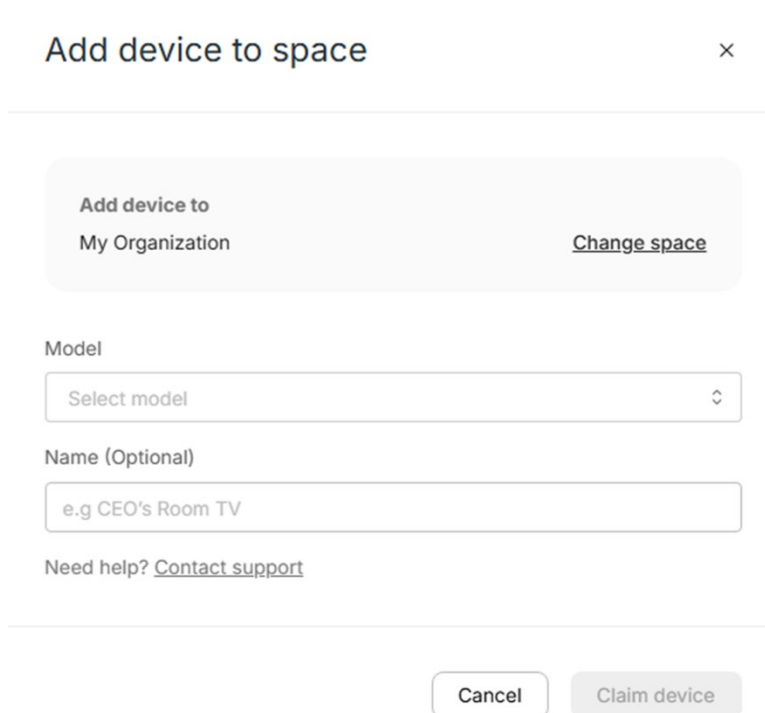 Add device to space
Add device to
My Organization
Change space
Model
Select model
Name (Optional)
e.g CEO's Room TV
Need help? Contact support
Cancel
Claim device